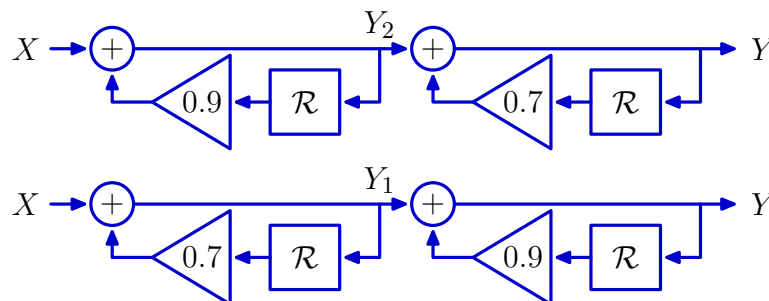 X + Y₂ + Y
0.9 ℛ 0.7 ℛ
X + Y₁ + Y
0.7 ℛ 0.9 ℛ